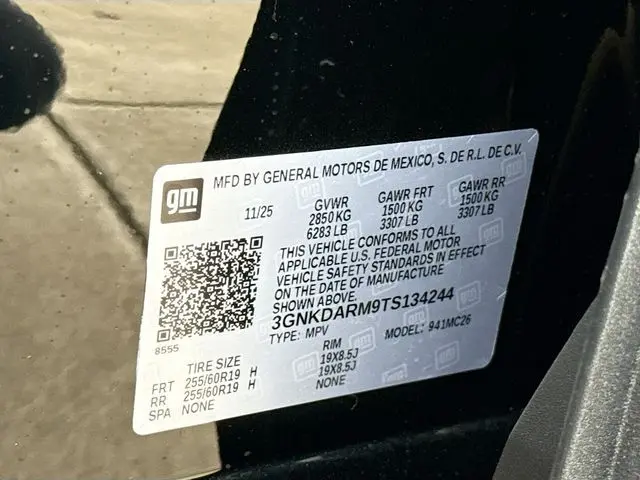 gm
MFD BY GENERAL MOTORS DE MEXICO, S. DE R.L. DE C.V.
11/25 GVWR GAWR FRT GAWR RR
2850 KG 1500 KG 1500 KG
6283 LB 3307 LB 3307 LB
THIS VEHICLE CONFORMS TO ALL
APPLICABLE U.S. FEDERAL MOTOR
VEHICLE SAFETY STANDARDS IN EFFECT
ON THE DATE OF MANUFACTURE
SHOWN ABOVE.
3GNKDARM9TS134244
TYPE: MPV MODEL: 941MC26
8555
TIRE SIZE RIM
FRT 255/60R19 H 19X8.5J
RR 255/60R19 H 19X8.5J
SPA NONE NONE